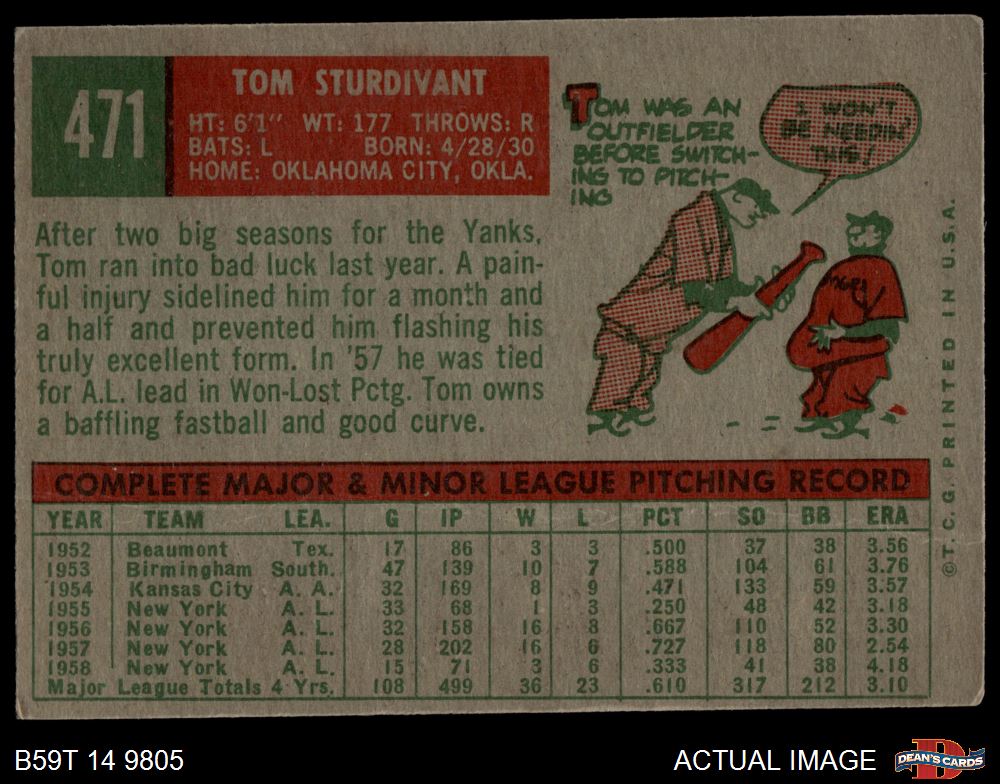 471
TOM STURDIVANT
HT: 6'1" WT: 177 THROWS: R
BATS: L BORN: 4/28/30
HOME: OKLAHOMA CITY, OKLA.
After two big seasons for the Yanks,
Tom ran into bad luck last year. A pain-
ful injury sidelined him for a month and
a half and prevented him flashing his
truly excellent form. In '57 he was tied
for A.L. lead in Won-Lost Pctg. Tom owns
a baffling fastball and good curve.
TOM WAS AN
OUTFIELDER
BEFORE SWITCH-
ING TO PITCH-
ING
I WON'T
BE NEEDIN'
THIS!
©T. C. G. PRINTED IN U.S.A.
COMPLETE MAJOR & MINOR LEAGUE PITCHING RECORD
YEAR TEAM LEA. G IP W L PCT SO BB ERA
1952 Beaumont Tex. 17 86 3 3 .500 37 38 3.56
1953 Birmingham South. 47 139 10 7 .588 104 61 3.76
1954 Kansas City A. A. 32 169 8 9 .471 133 59 3.57
1955 New York A. L. 33 68 1 3 .250 48 42 3.18
1956 New York A. L. 32 158 16 8 .667 110 52 3.30
1957 New York A. L. 28 202 16 6 .727 118 80 2.54
1958 New York A. L. 15 71 3 6 .333 41 38 4.18
Major League Totals 4 Yrs. 108 499 36 23 .610 317 212 3.10
B59T 14 9805
ACTUAL IMAGE
D
DEAN'S CARDS